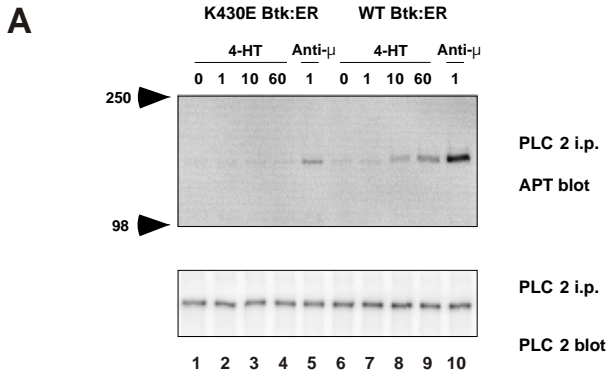 A
K430E Btk:ER WT Btk:ER
4-HT Anti-μ 4-HT Anti-μ
0 1 10 60 1 0 1 10 60 1
250
PLC 2 i.p.
APT blot
98
PLC 2 i.p.
PLC 2 blot
1 2 3 4 5 6 7 8 9 10